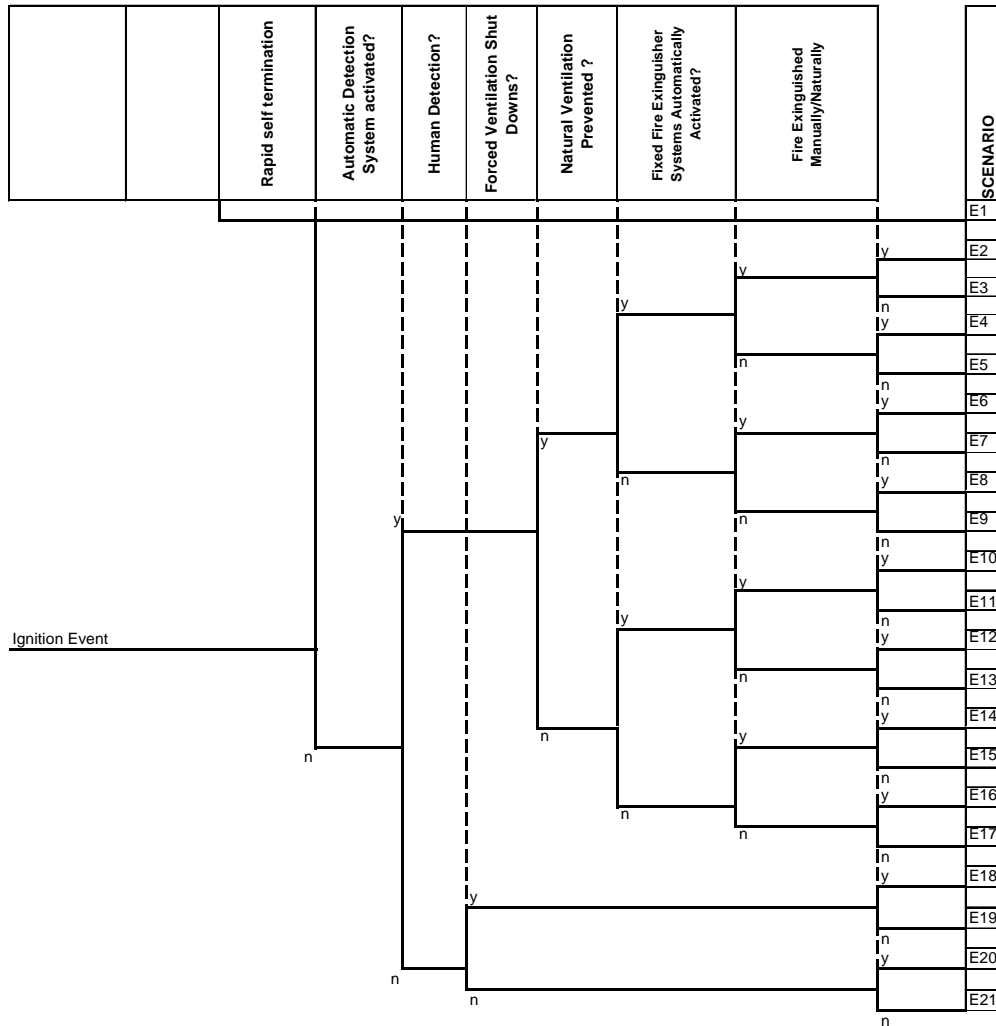 Rapid self termination
Automatic Detection
System activated?
Human Detection?
Forced Ventilation Shut
Downs?
Natural Ventilation
Prevented ?
Fixed Fire Exinguisher
Systems Automatically
Activated?
Fire Exinguished
Manually/Naturally
SCENARIO
E1
y E2
y
E3
y n
y E4
n E5
n
y E6
y
y E7
n
n y E8
y n E9
n
y E10
y
E11
y n
Ignition Event y E12
n E13
n
y E14
n y
n E15
n
y E16
n n E17
n
y E18
y
E19
n
n y E20
n E21
n